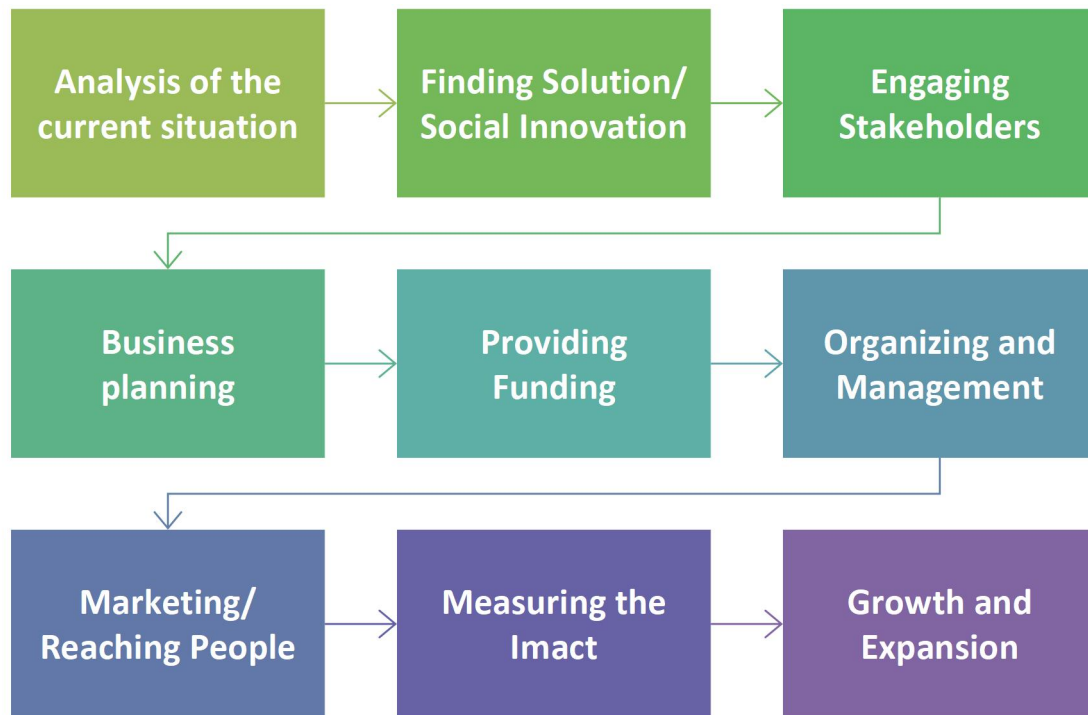 Analysis of the
current situation
Finding Solution/
Social Innovation
Engaging
Stakeholders
Business
planning
Providing
Funding
Organizing and
Management
Marketing/
Reaching People
Measuring the
Imact
Growth and
Expansion